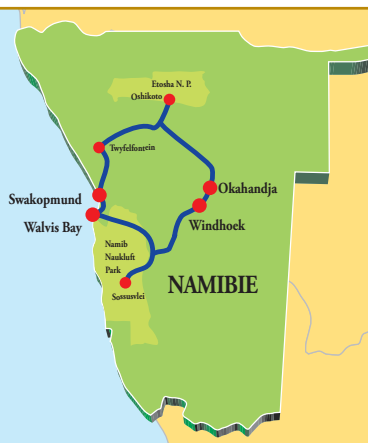 Etosha N. P.
Oshikoto
Twyfelfontein
Swakopmund
Okahandja
Walvis Bay
Windhoek
Namib
Naukluft
Park
Sossusvlei
NAMIBIE